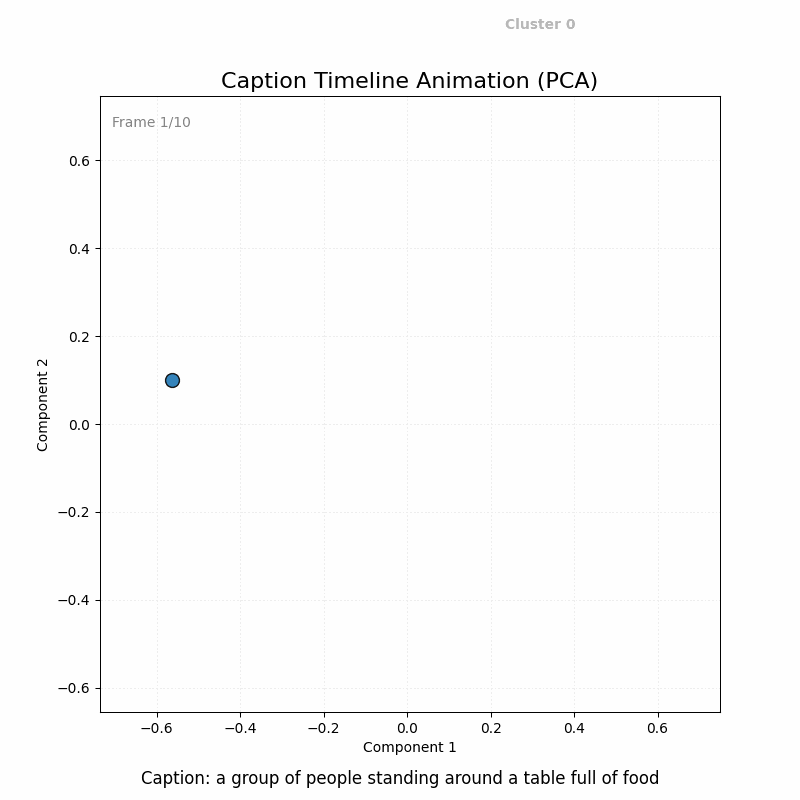 Cluster 0
Caption Timeline Animation (PCA)
Frame 1/10
0.6
0.4
0.2
0.0
−0.2
−0.4
−0.6
Component 2
−0.6 −0.4 −0.2 0.0 0.2 0.4 0.6
Component 1
Caption: a group of people standing around a table full of food